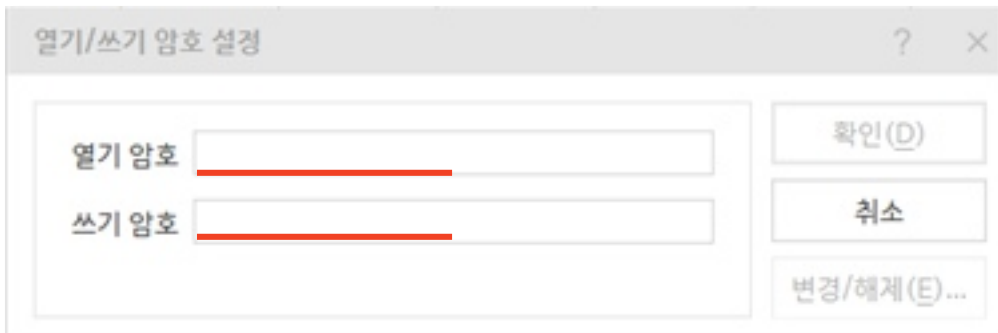 열기/쓰기 암호 설정 ? ×
열기 암호
확인(D)
쓰기 암호
취소
변경/해제(E)...